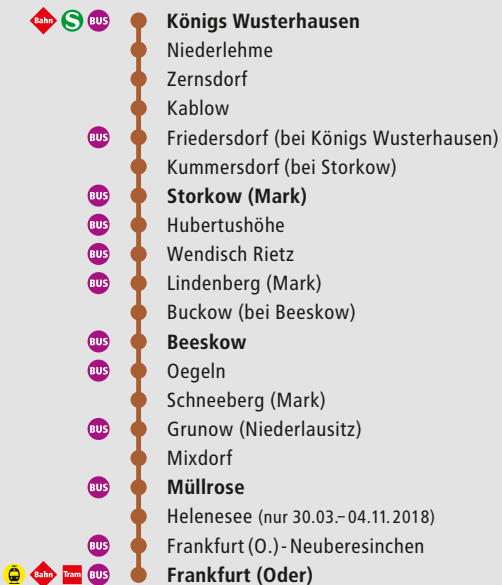 Bahn S BUS Königs Wusterhausen
Niederlehme
Zernsdorf
Kablow
BUS Friedersdorf (bei Königs Wusterhausen)
Kummersdorf (bei Storkow)
BUS Storkow (Mark)
BUS Hubertushöhe
BUS Wendisch Rietz
BUS Lindenberg (Mark)
Buckow (bei Beeskow)
BUS Beeskow
BUS Oegeln
Schneeberg (Mark)
BUS Grunow (Niederlausitz)
Mixdorf
BUS Müllrose
Helenesee (nur 30.03.–04.11.2018)
BUS Frankfurt (O.)-Neuberesinchen
Bahn Tram BUS Frankfurt (Oder)